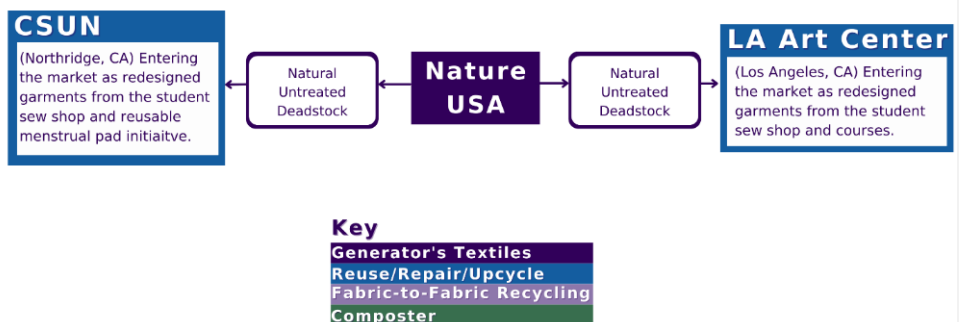 CSUN
(Northridge, CA) Entering
the market as redesigned
garments from the student
sew shop and reusable
menstrual pad initiaitve.
Natural
Untreated
Deadstock
Nature
USA
Natural
Untreated
Deadstock
LA Art Center
(Los Angeles, CA) Entering
the market as redesigned
garments from the student
sew shop and courses.
Key
Generator's Textiles
Reuse/Repair/Upcycle
Fabric-to-Fabric Recycling
Composter